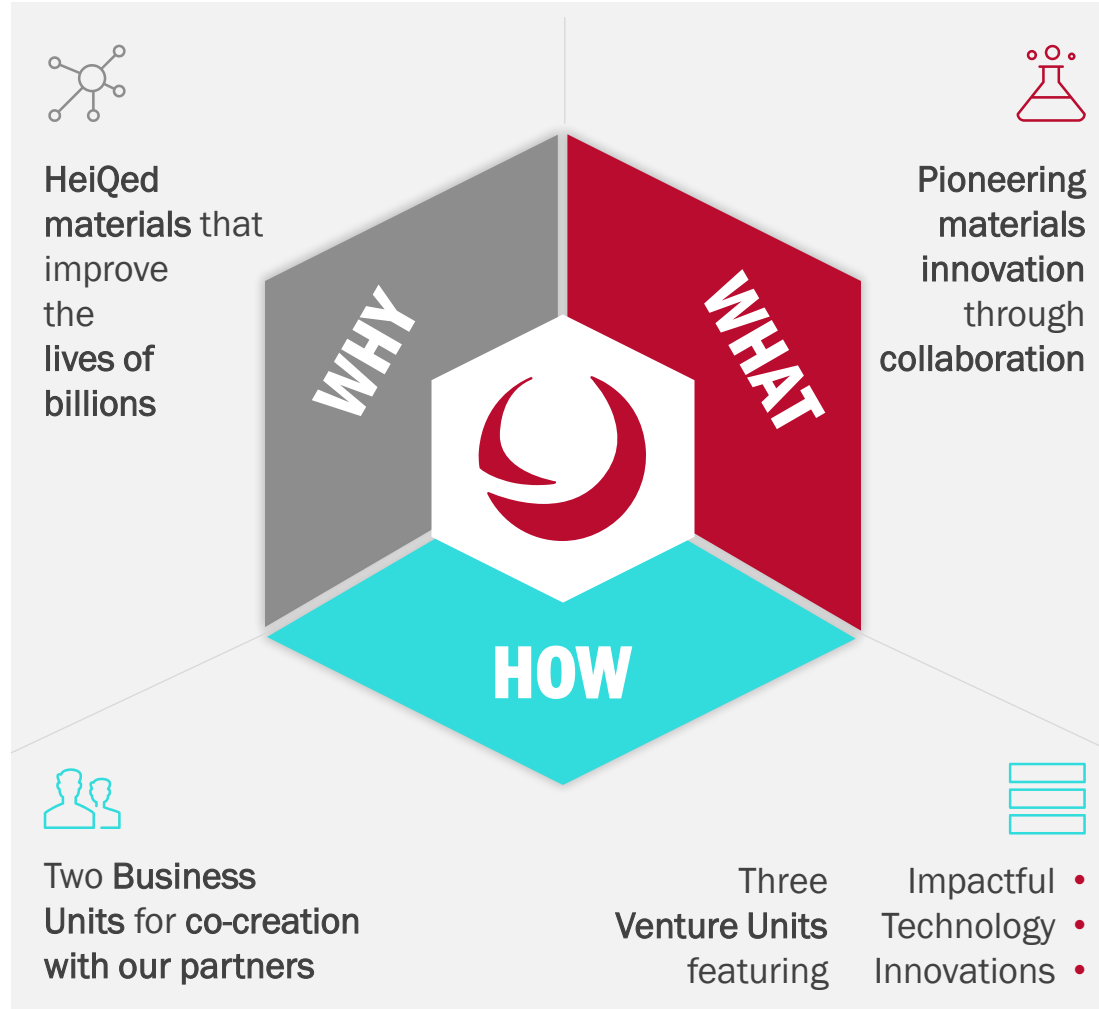 HeiQed
materials that
improve
the
lives of
billions
WHY
WHAT
Pioneering
materials
innovation
through
collaboration
HOW
Two Business
Units for co-creation
with our partners
Three
Venture Units
featuring
Impactful •
Technology •
Innovations •